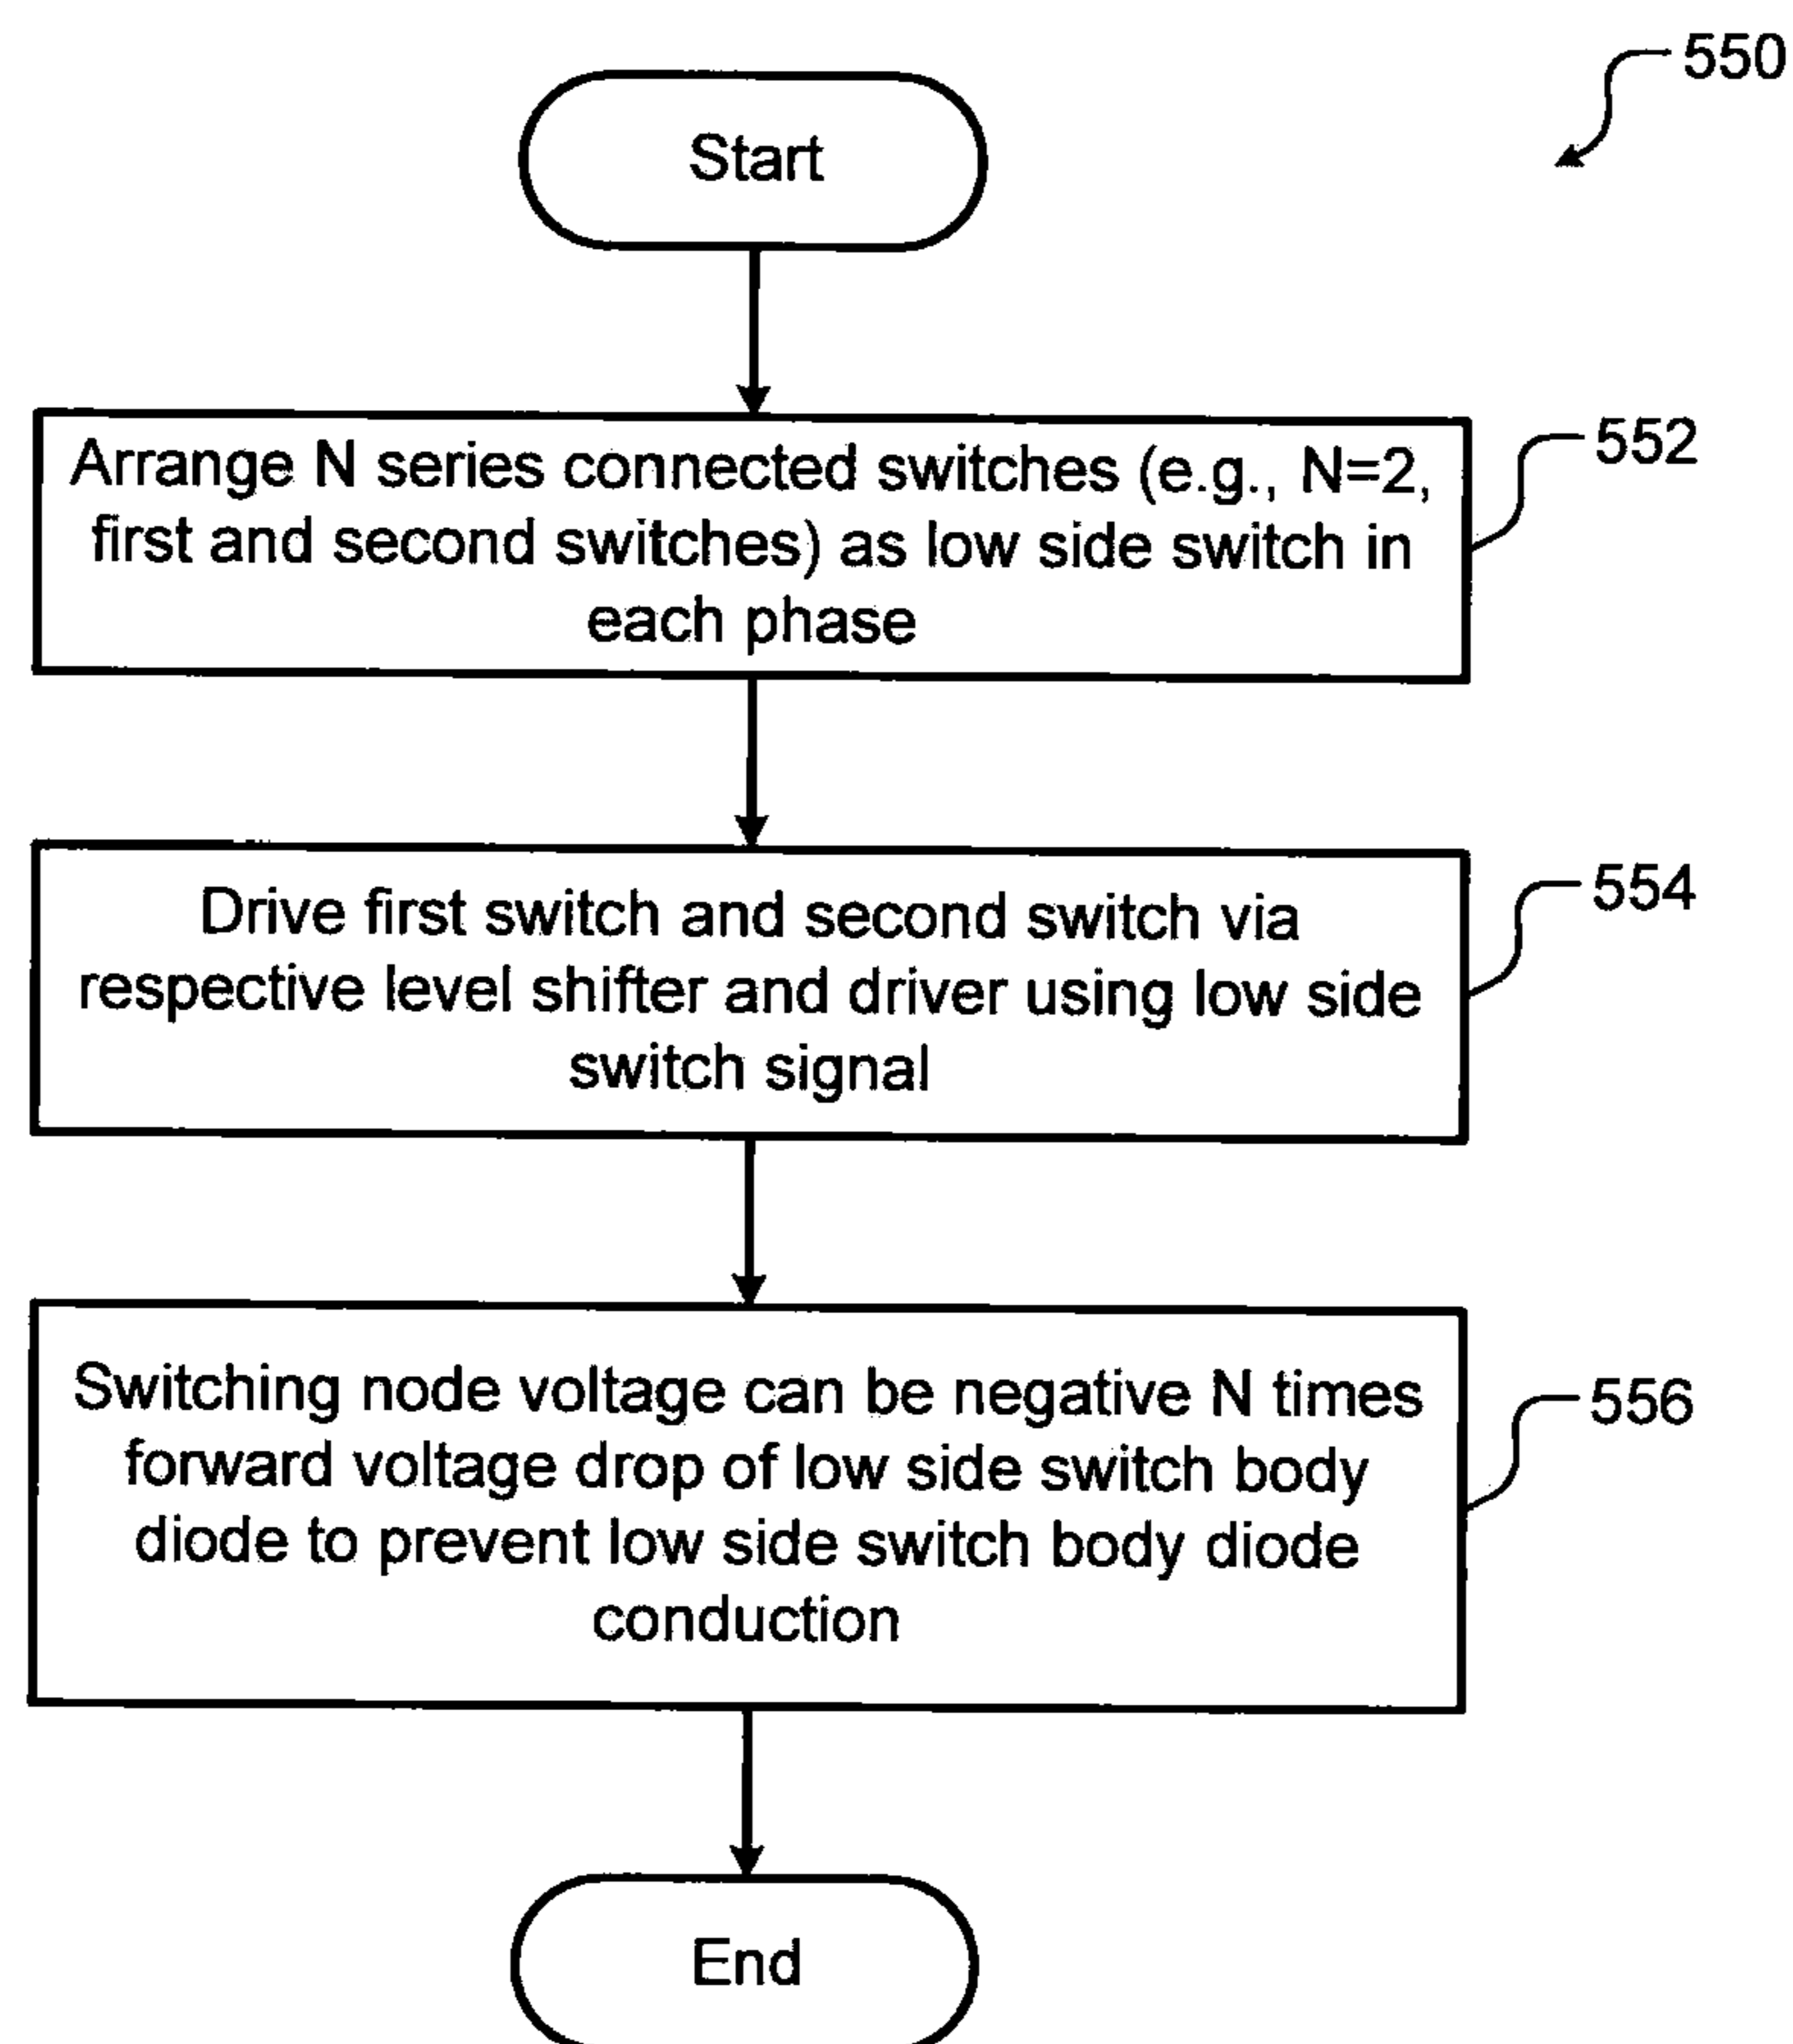 550
Start
Arrange N series connected switches (e.g., N=2,
first and second switches) as low side switch in
each phase
552
Drive first switch and second switch via
respective level shifter and driver using low side
switch signal
554
Switching node voltage can be negative N times
forward voltage drop of low side switch body
diode to prevent low side switch body diode
conduction
556
End